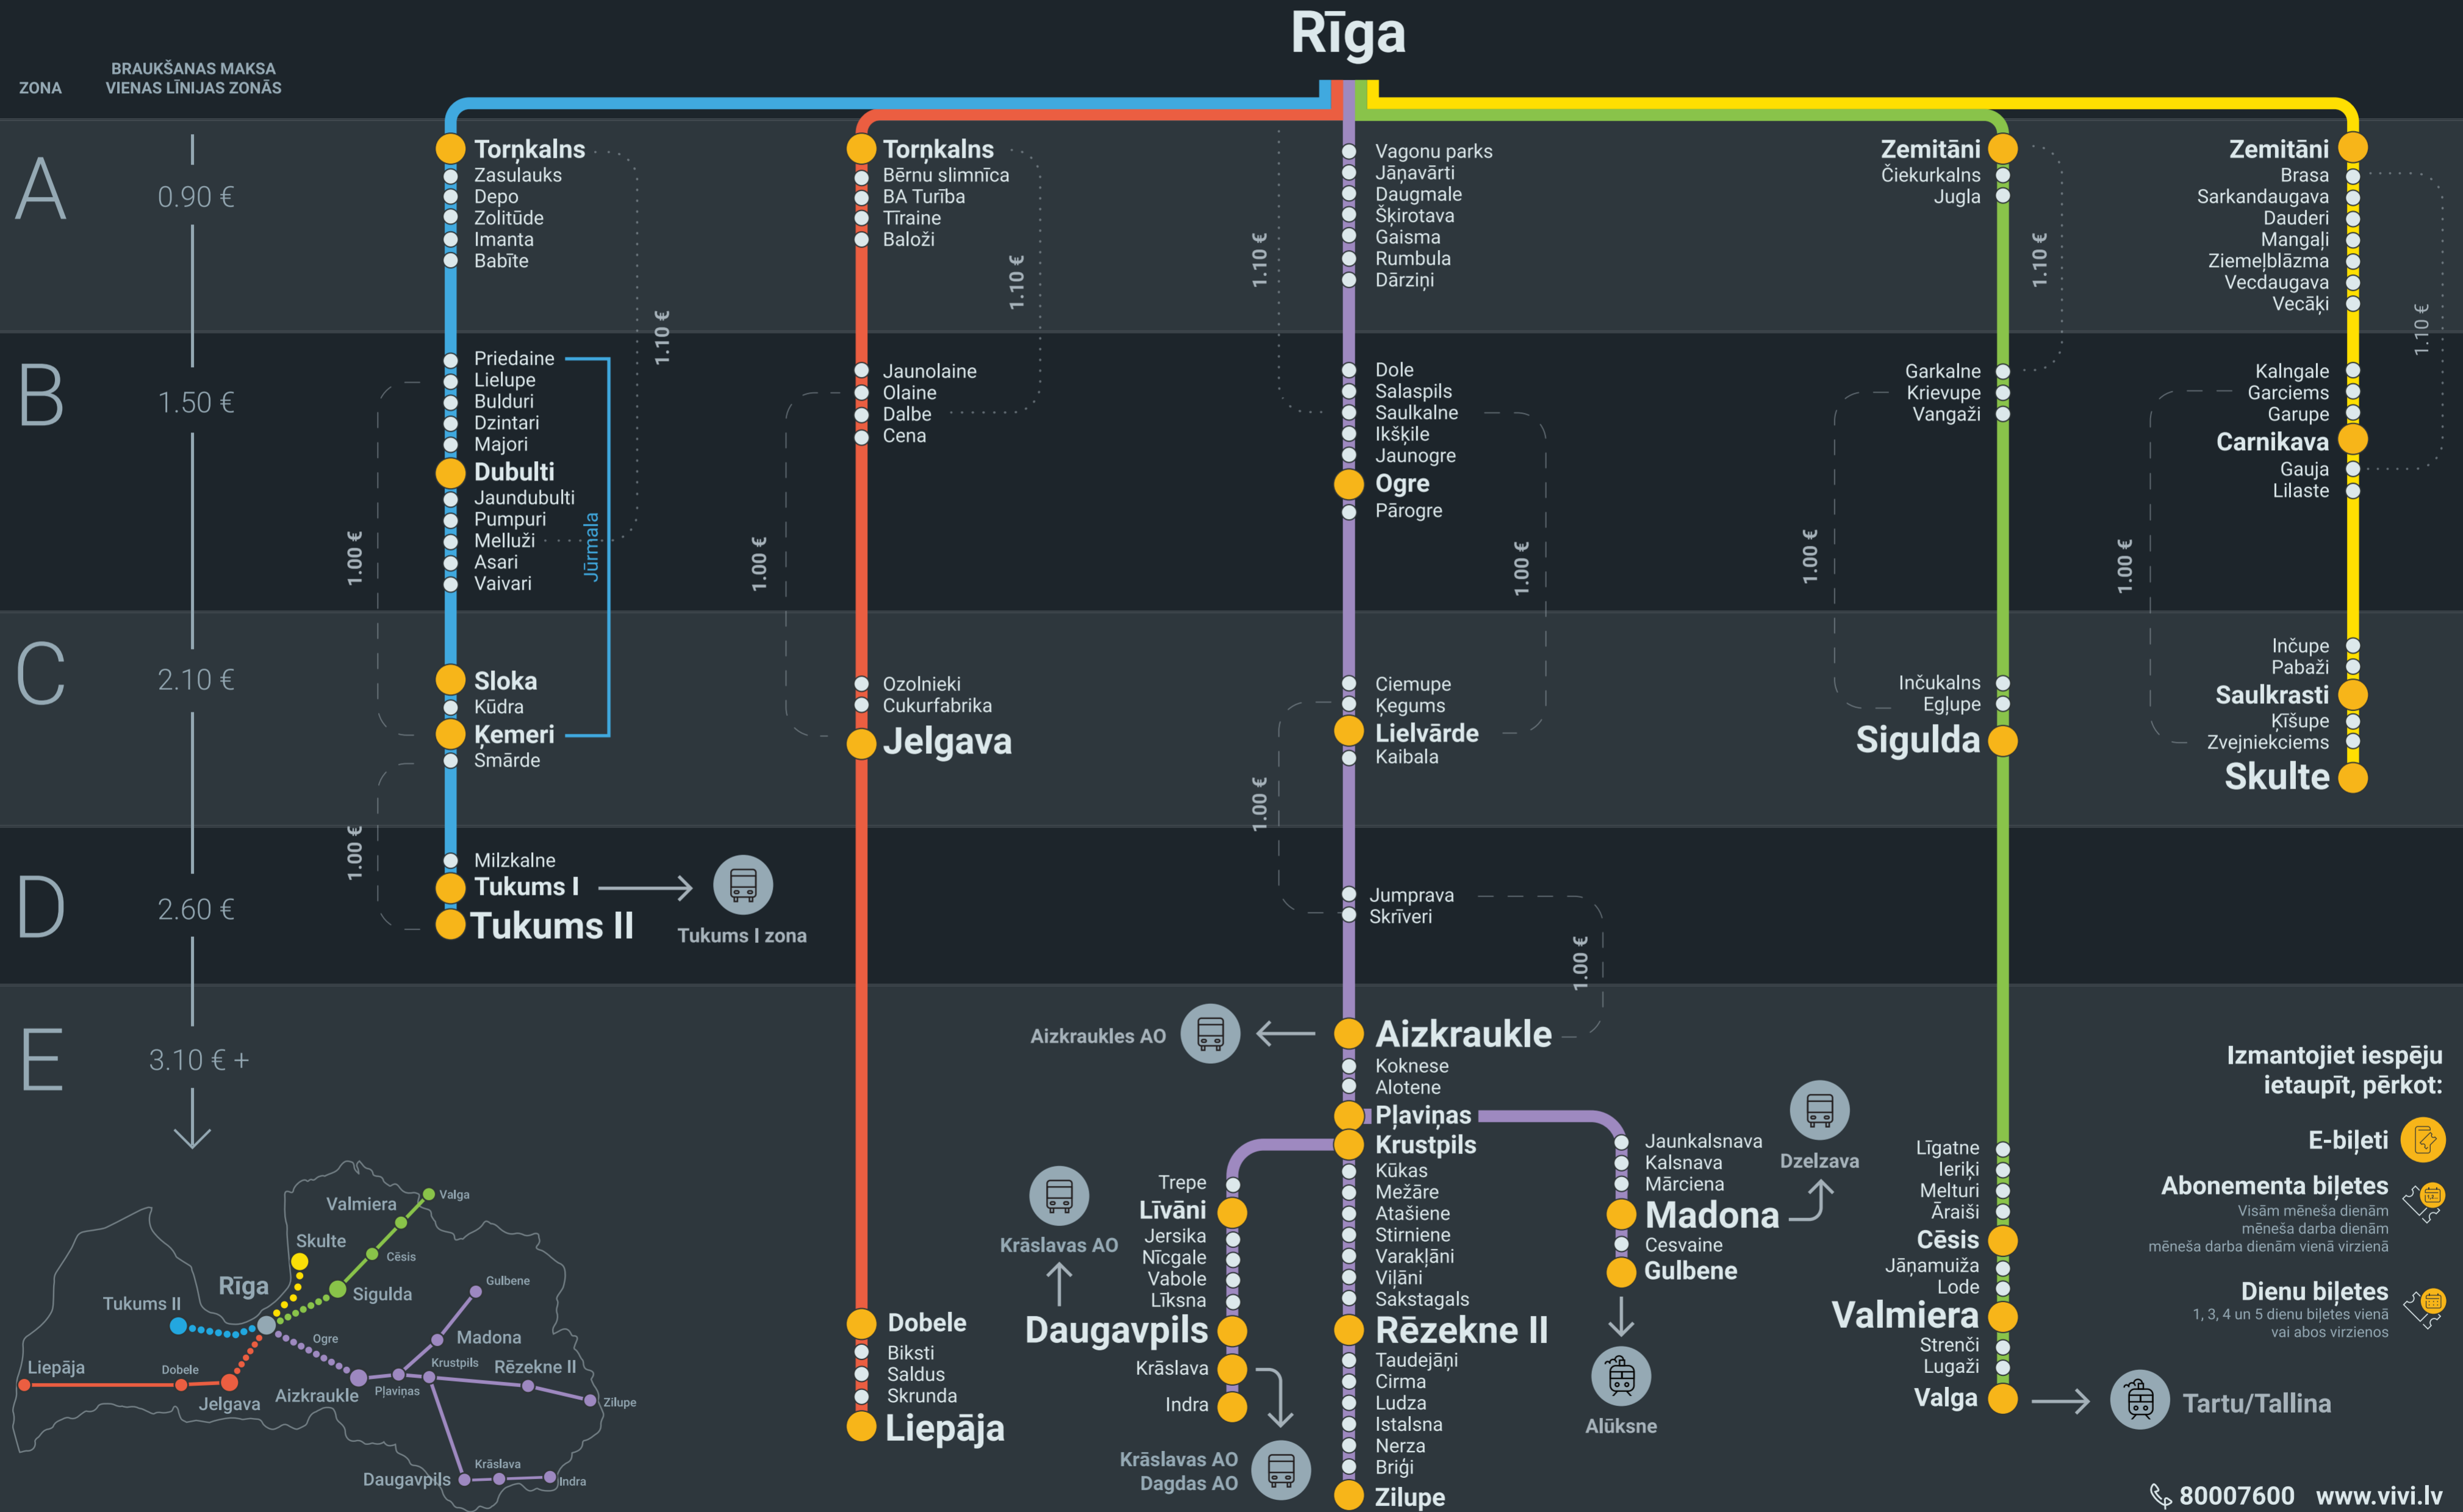 Rīga
ZONA
BRAUKŠANAS MAKSA
VIENAS LĪNIJAS ZONĀS
A
0.90 €
B
1.50 €
C
2.10 €
D
2.60 €
E
3.10 € +
Torņkalns
Zasulauks
Depo
Zolitūde
Imanta
Babīte
1.10 €
Priedaine
Lielupe
Bulduri
Dzintari
Majori
Dubulti
Jaundubulti
Pumpuri
Melluži
Asari
Vaivari
Jūrmala
1.00 €
Sloka
Kūdra
Ķemeri
Smārde
1.00 €
Milzkalne
Tukums I
Tukums II
Tukums I zona
Torņkalns
Bērnu slimnīca
BA Turība
Tīraine
Baloži
1.10 €
Jaunolaine
Olaine
Dalbe
Cena
1.00 €
Ozolnieki
Cukurfabrika
Jelgava
Dobele
Biksti
Saldus
Skrunda
Liepāja
Vagonu parks
Jāņavārti
Daugmale
Šķirotava
Gaisma
Rumbula
Dārziņi
1.10 €
Dole
Salaspils
Saulkalne
Ikšķile
Jaunogre
Ogre
Pārogre
1.00 €
Ciemupe
Ķegums
Lielvārde
Kaibala
1.00 €
Jumprava
Skrīveri
1.00 €
Aizkraukles AO
Aizkraukle
Koknese
Alotene
Pļaviņas
Krustpils
Kūkas
Mežāre
Atašiene
Stirniene
Varakļāni
Viļāni
Sakstagals
Rēzekne II
Taudejāņi
Cirma
Ludza
Istalsna
Nerza
Briģi
Zilupe
Trepe
Līvāni
Jersika
Nīcgale
Vabole
Līksna
Daugavpils
Krāslava
Indra
Krāslavas AO
Krāslavas AO
Dagdas AO
Jaunkalsnava
Kalsnava
Mārciena
Madona
Cesvaine
Gulbene
Dzelzava
Alūksne
Zemitāni
Čiekurkalns
Jugla
1.10 €
Garkalne
Krievupe
Vangaži
1.00 €
Inčukalns
Egļupe
Sigulda
Līgatne
Ieriķi
Melturi
Āraiši
Cēsis
Jāņamuiža
Lode
Valmiera
Strenči
Lugaži
Valga
Tartu/Tallina
Zemitāni
Brasa
Sarkandaugava
Dauderi
Mangaļi
Ziemeļblāzma
Vecdaugava
Vecāķi
1.10 €
Kalngale
Garciems
Garupe
Carnikava
Gauja
Lilaste
1.00 €
Inčupe
Pabaži
Saulkrasti
Ķīšupe
Zvejniekciems
Skulte
Valga
Valmiera
Skulte
Cēsis
Rīga
Sigulda
Gulbene
Tukums II
Ogre
Madona
Liepāja
Dobele
Krustpils
Rēzekne II
Jelgava
Aizkraukle
Pļaviņas
Zilupe
Daugavpils
Krāslava
Indra
Izmantojiet iespēju
ietaupīt, pērkot:
E-biļeti
Abonementa biļetes
Visām mēneša dienām
mēneša darba dienām
mēneša darba dienām vienā virzienā
Dienu biļetes
1, 3, 4 un 5 dienu biļetes vienā
vai abos virzienos
80007600 www.vivi.lv